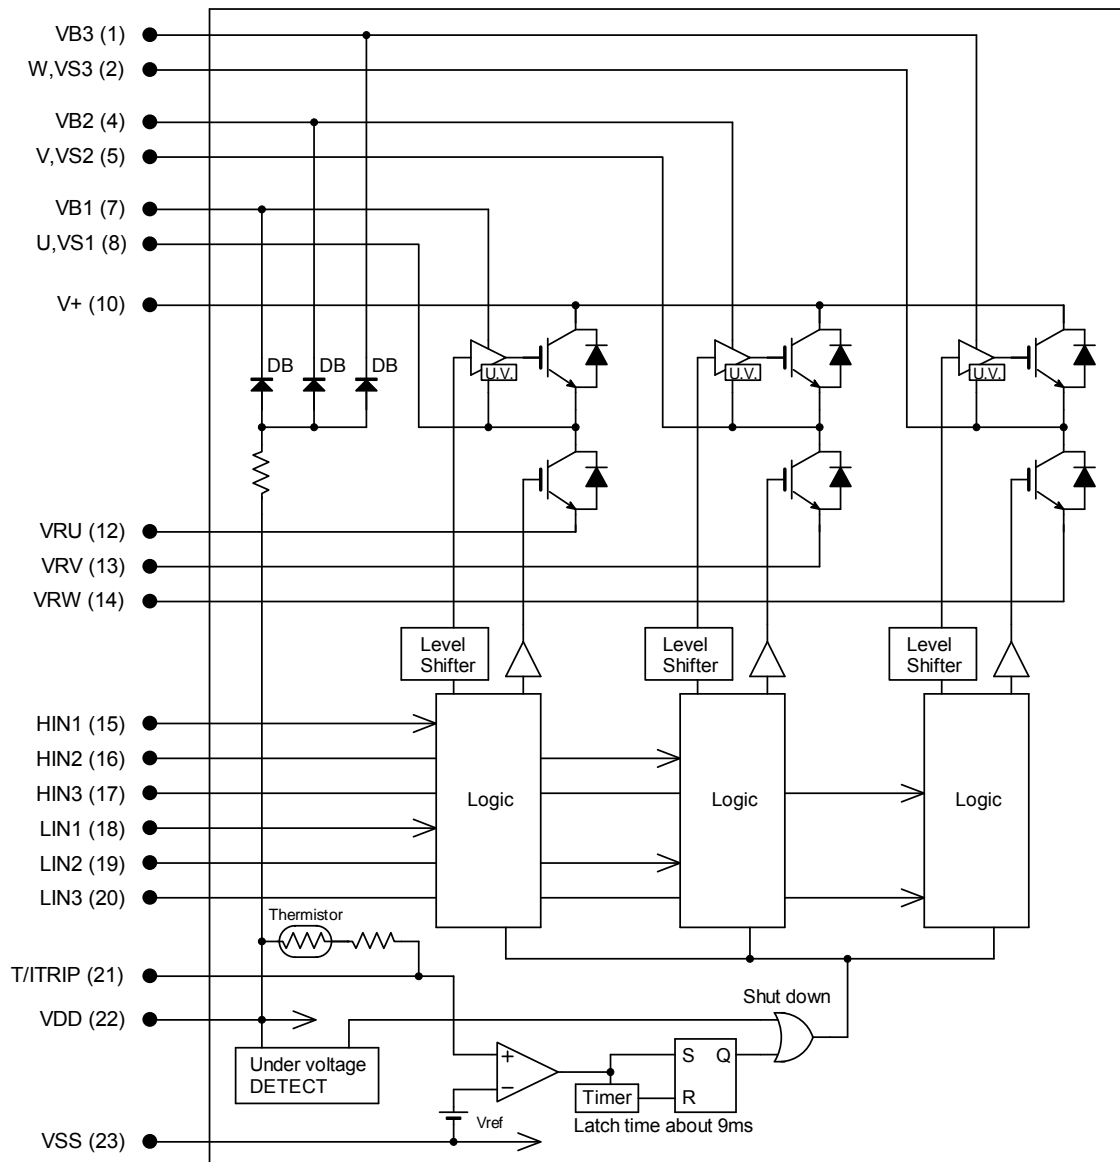 VB3 (1)
W,VS3 (2)
VB2 (4)
V,VS2 (5)
VB1 (7)
U,VS1 (8)
V+ (10)
DB
DB
DB
U.V.
U.V.
U.V.
VRU (12)
VRV (13)
VRW (14)
Level
Shifter
Level
Shifter
Level
Shifter
HIN1 (15)
HIN2 (16)
HIN3 (17)
LIN1 (18)
LIN2 (19)
LIN3 (20)
Logic
Logic
Logic
Thermistor
T/ITRIP (21)
VDD (22)
Shut down
Under voltage
DETECT
+
−
Vref
S Q
R
Timer
Latch time about 9ms
VSS (23)